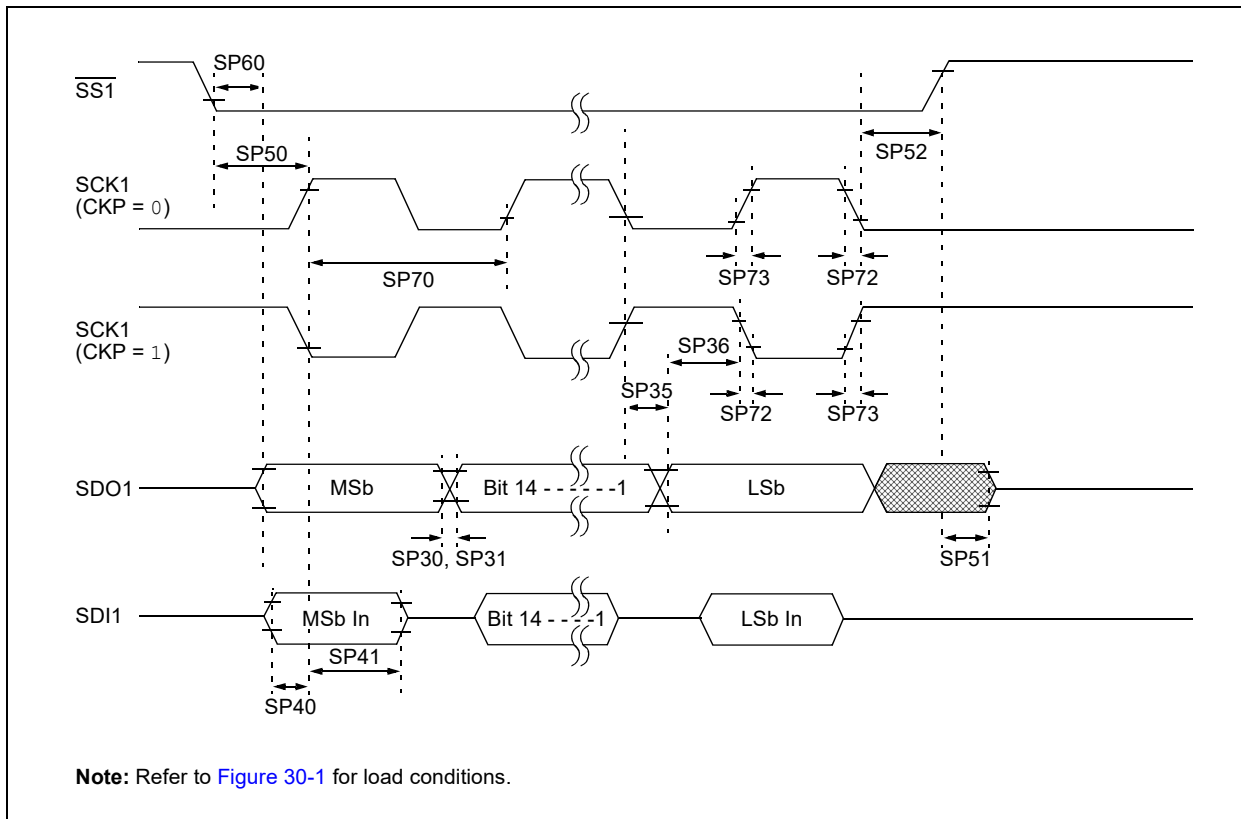 SP60
SS1
SP50
SP52
SCK1
(CKP = 0)
SP70
SP73
SP72
SCK1
(CKP = 1)
SP36
SP35
SP72
SP73
SDO1
MSb
Bit 14 - - - - - -1
LSb
SP30, SP31
SP51
SDI1
MSb In
Bit 14 - - - - -1
LSb In
SP41
SP40
Note: Refer to Figure 30-1 for load conditions.